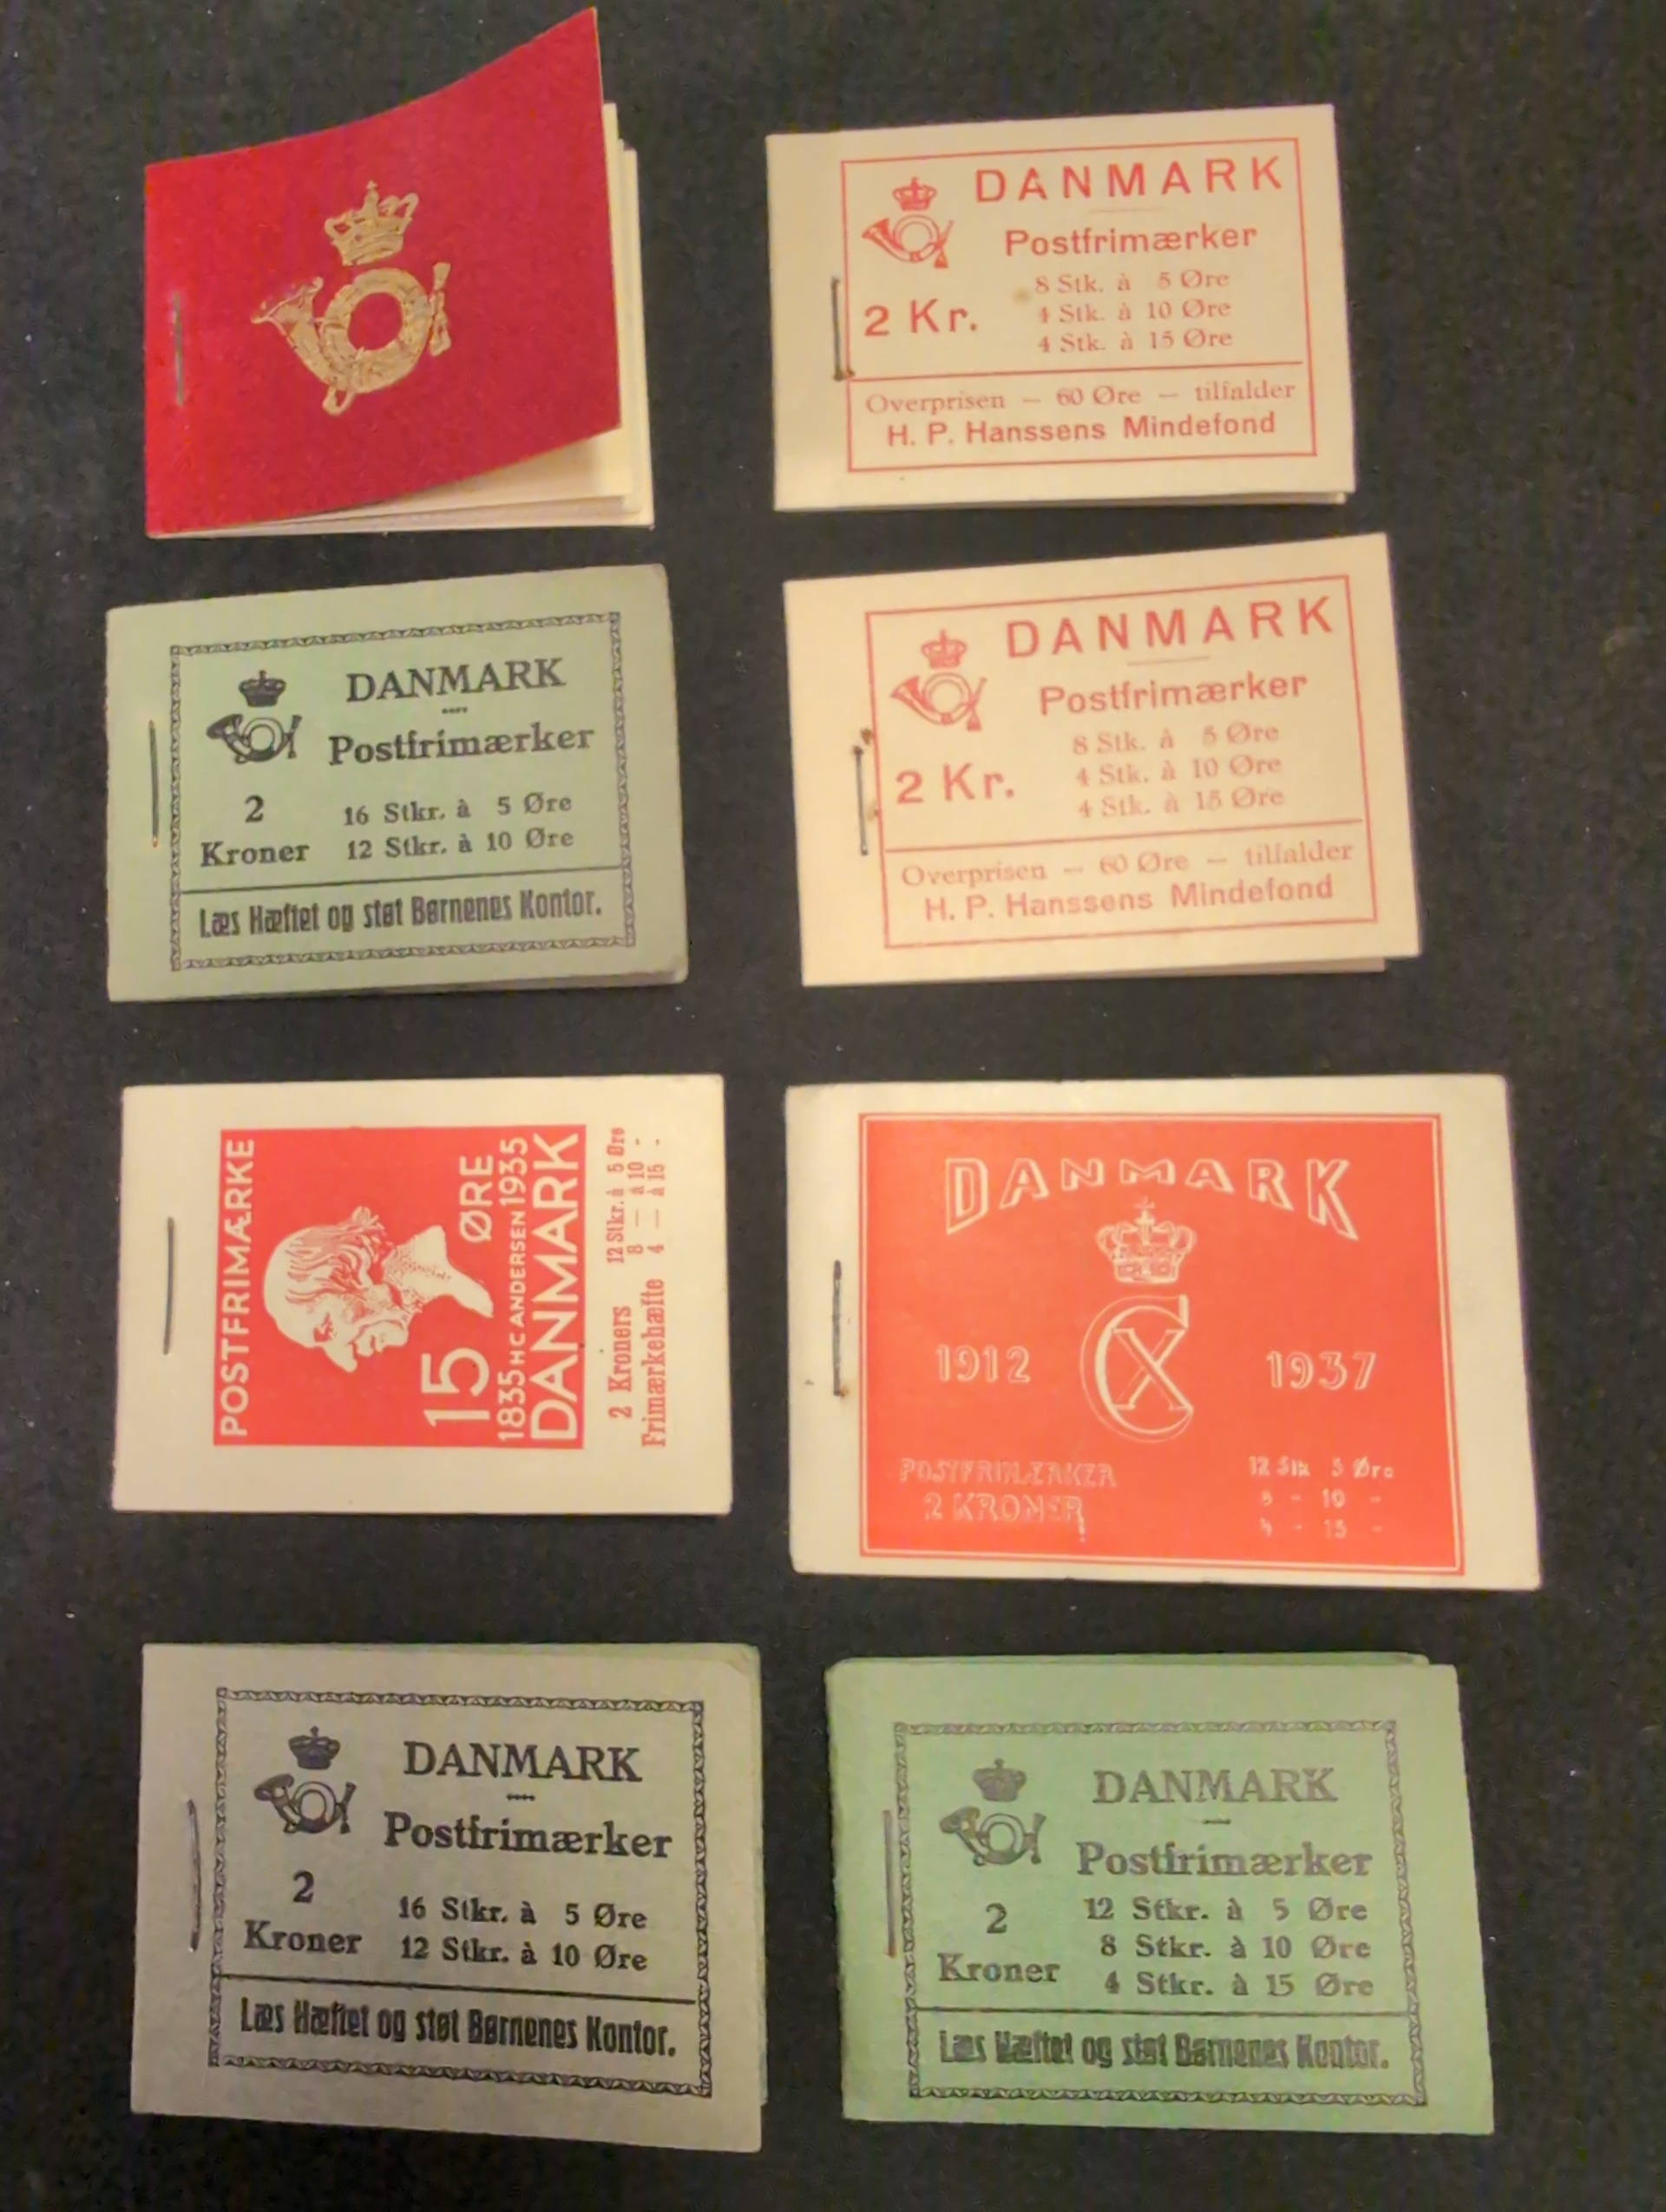 DANMARK
Postfrimærker
2 Kr.
8 Stk. à 5 Øre
4 Stk. à 10 Øre
4 Stk. à 15 Øre
Overprisen — 60 Øre — tilfalder
H. P. Hanssens Mindefond
DANMARK
Postfrimærker
2 Kroner
16 Stkr. à 5 Øre
12 Stkr. à 10 Øre
Læs Hæftet og støt Børnenes Kontor.
DANMARK
Postfrimærker
2 Kr.
8 Stk. à 5 Øre
4 Stk. à 10 Øre
4 Stk. à 15 Øre
Overprisen — 60 Øre — tilfalder
H. P. Hanssens Mindefond
POSTFRIMÆRKE
15 ØRE
1835 HC ANDERSEN 1935
DANMARK
2 Kroners
Frimærkehæfte
12 Stkr. à 5 Øre
8 — à 10 -
4 — à 15 -
DANMARK
1912 CX 1937
POSTFRIMÆRKER
2 KRONER
12 Stk 5 Øre
8 - 10 -
4 - 15 -
DANMARK
Postfrimærker
2
Kroner
16 Stkr. à 5 Øre
12 Stkr. à 10 Øre
Læs Hæftet og støt Børnenes Kontor.
DANMARK
Postfrimærker
2
Kroner
12 Stkr. à 5 Øre
8 Stkr. à 10 Øre
4 Stkr. à 15 Øre
Læs Hæftet og støt Børnenes Kontor.